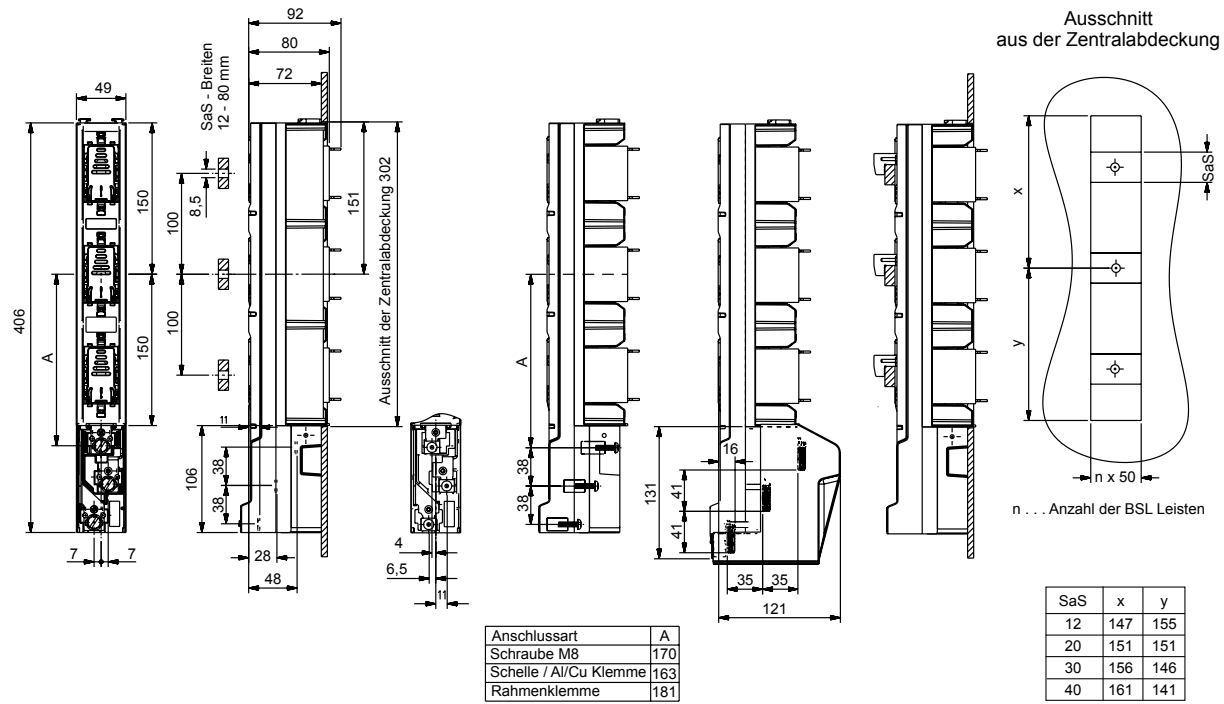 92
80
72
49
SaS - Breiten
12 - 80 mm
150
100
8,5
151
Ausschnitt der Zentralabdeckung 302
406
A
100
150
11
106
38
38
7
7
28
48
4
6,5
11
A
38
38
16
131
41
41
35
35
121
Ausschnitt
aus der Zentralabdeckung
x
SaS
y
n x 50
n . . . Anzahl der BSL Leisten
Anschlussart A
Schraube M8 170
Schelle / Al/Cu Klemme 163
Rahmenklemme 181
SaS x y
12 147 155
20 151 151
30 156 146
40 161 141